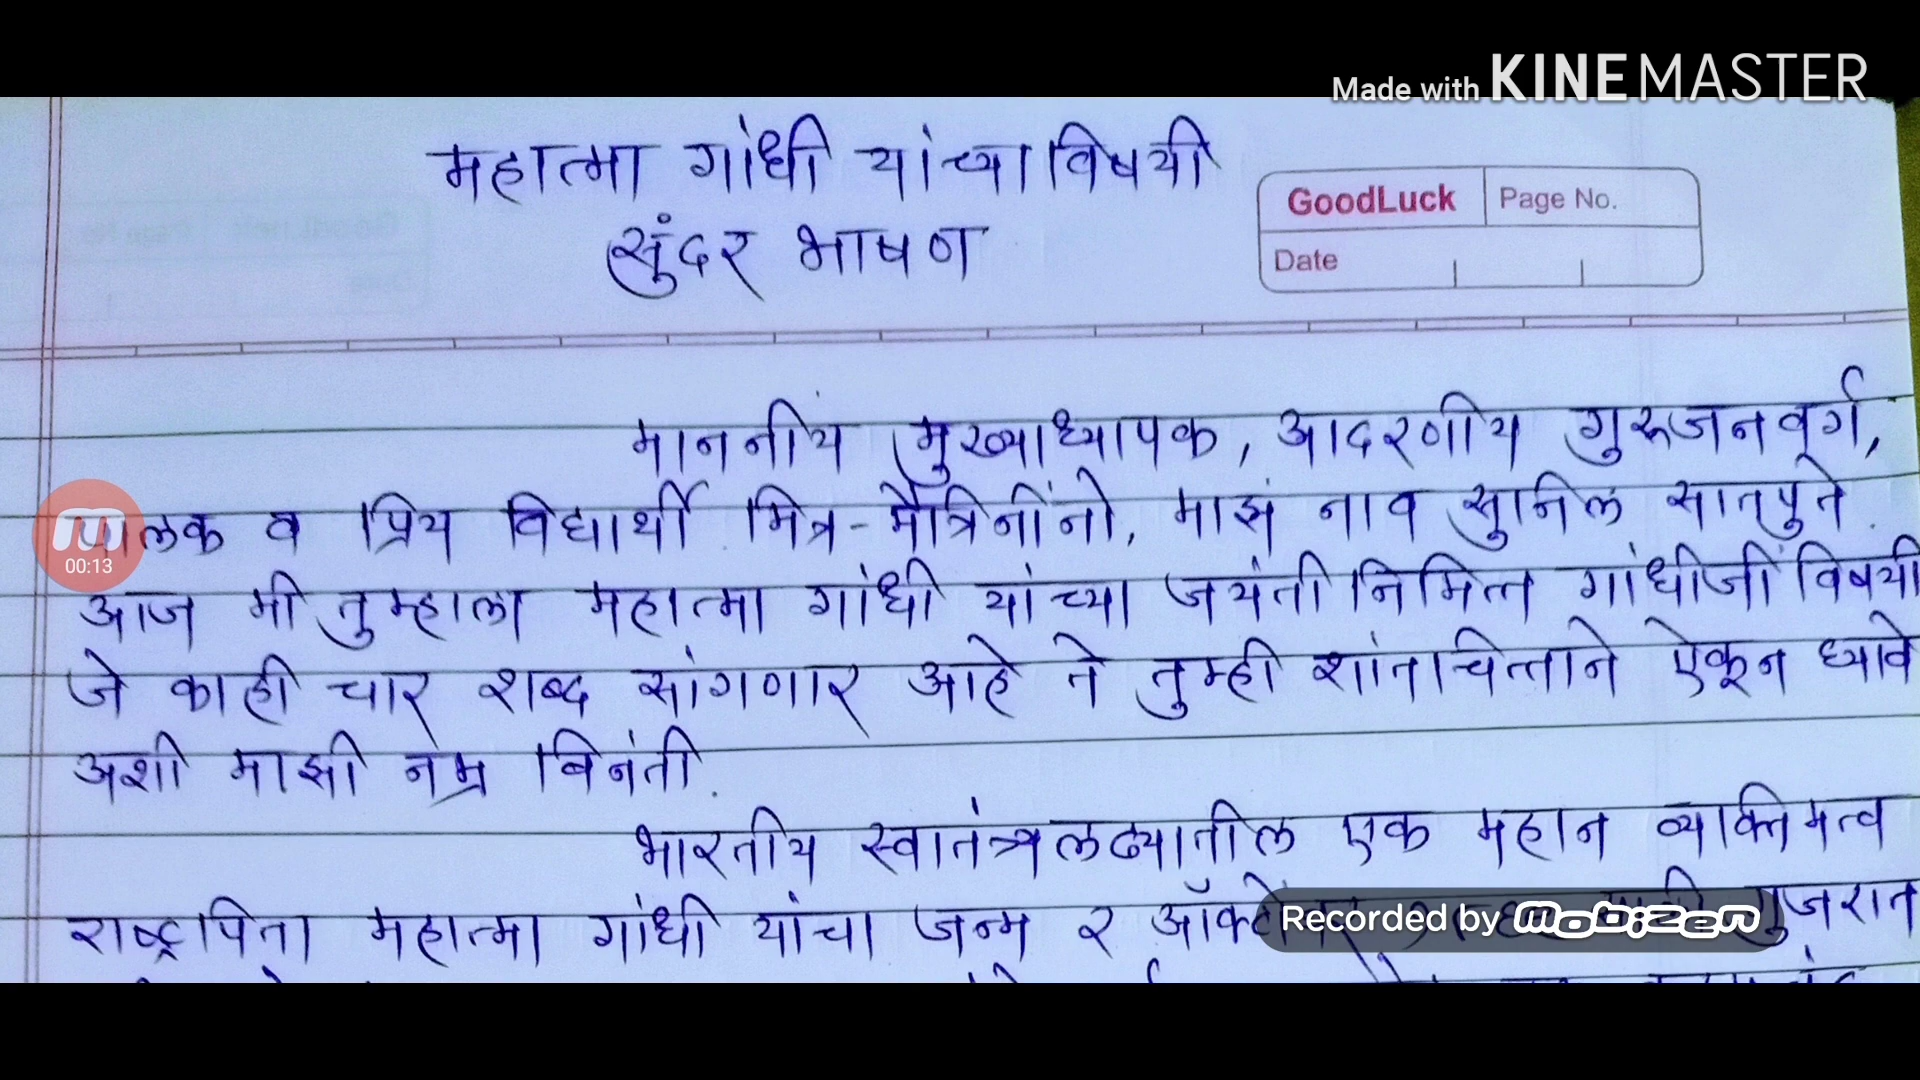 Made with KINEMASTER
महात्मा गांधी यांच्याविषयी
सुंदर भाषण
GoodLuck
Page No.
Date
माननीय मुख्याध्यापक, आदरणीय गुरुजनवर्ग,
पालक व प्रिय विद्यार्थी मित्र-मैत्रिनींनो, माझं नाव सुनिल सातपुते.
00:13
आज मी तुम्हाला महात्मा गांधी यांच्या जयंती निमित्त गांधीजीं विषयी
जे काही चार शब्द सांगणार आहे ते तुम्ही शांतचित्ताने ऐकून घ्यावे
अशी माझी नम्र विनंती.
भारतीय स्वातंत्र्यलढ्यातील एक महान व्यक्तिमत्व
राष्ट्रपिता महात्मा गांधी यांचा जन्म २ गुजरात
Recorded by mobizen